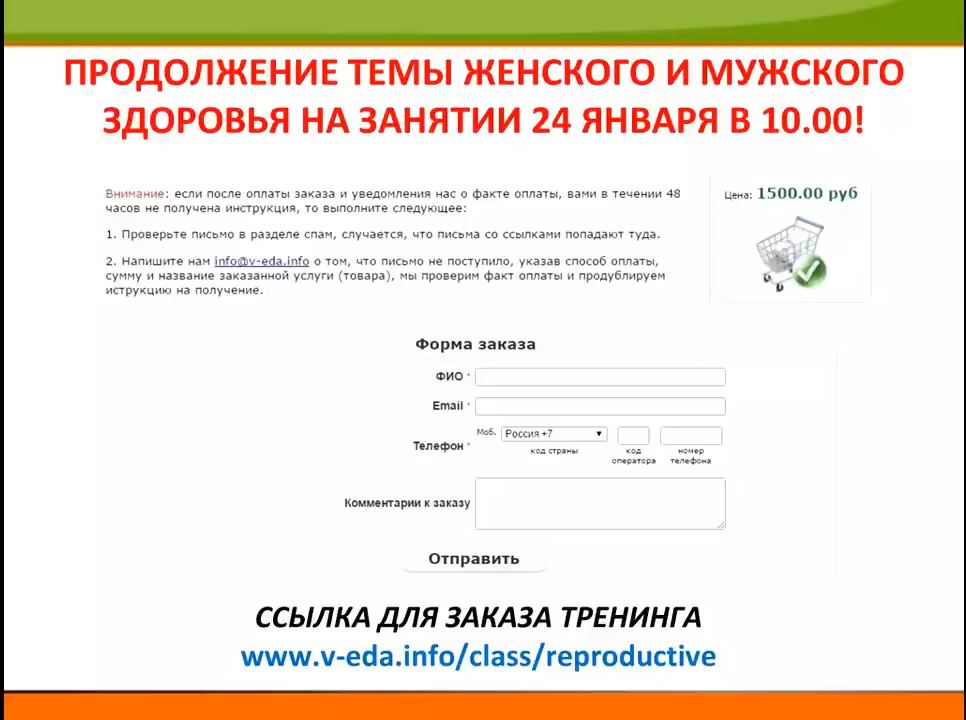 ПРОДОЛЖЕНИЕ ТЕМЫ ЖЕНСКОГО И МУЖСКОГО
ЗДОРОВЬЯ НА ЗАНЯТИИ 24 ЯНВАРЯ В 10.00!
Внимание: если после оплаты заказа и уведомления нас о факте оплаты, вами в течении 48
часов не получена инструкция, то выполните следующее:
1. Проверьте письмо в разделе спам, случается, что письма со ссылками попадают туда.
2. Напишите нам info@v-eda.info о том, что письмо не поступило, указав способ оплаты,
сумму и название заказанной услуги (товара), мы проверим факт оплаты и продублируем
иструкцию на получение.
Цена: 1500.00 руб
Форма заказа
ФИО *
Email *
Телефон *
Моб. Россия +7
код страны
код
оператора
номер
телефона
Комментарии к заказу
Отправить
ССЫЛКА ДЛЯ ЗАКАЗА ТРЕНИНГА
www.v-eda.info/class/reproductive